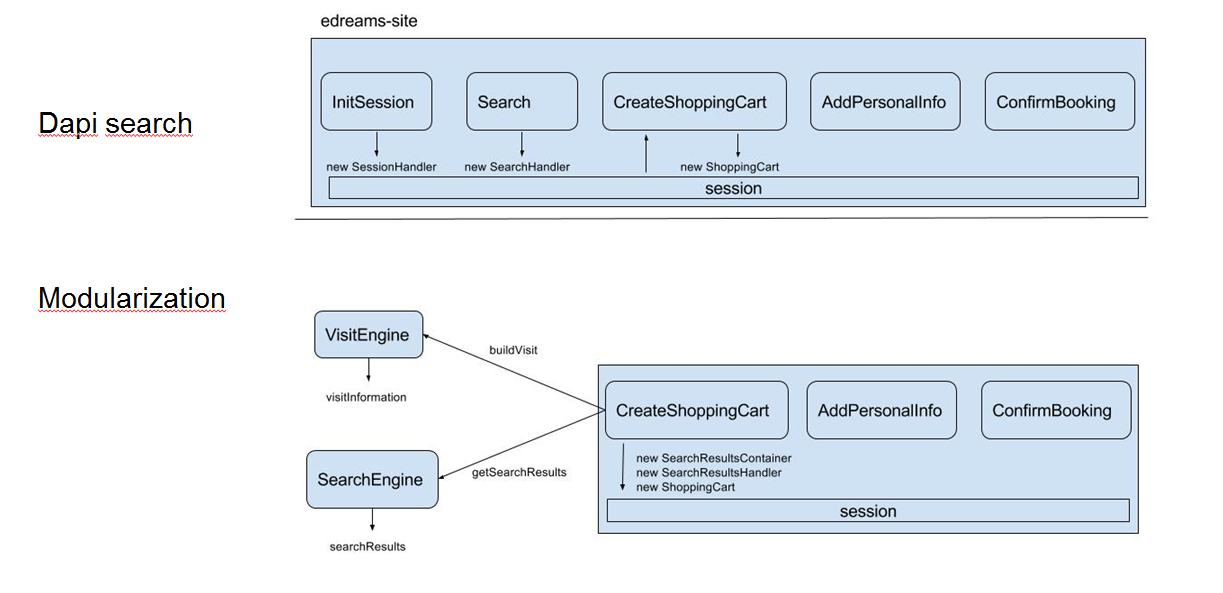 edreams-site
Dapi search
InitSession
Search
CreateShoppingCart
AddPersonalInfo
ConfirmBooking
new SessionHandler
new SearchHandler
new ShoppingCart
session
Modularization
VisitEngine
buildVisit
visitInformation
CreateShoppingCart
AddPersonalInfo
ConfirmBooking
SearchEngine
getSearchResults
new SearchResultsContainer
new SearchResultsHandler
new ShoppingCart
session
searchResults